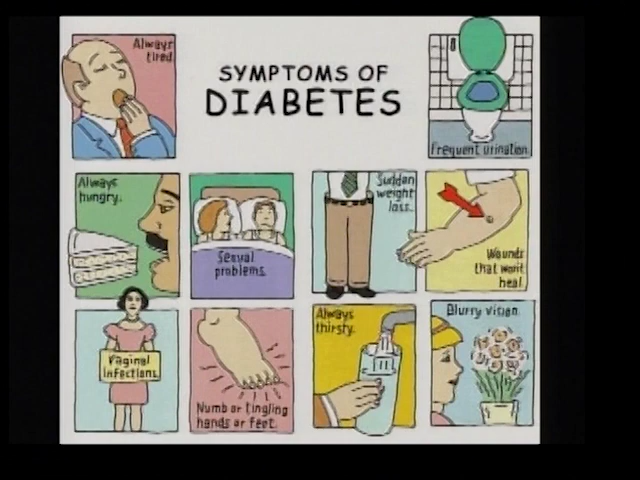 Always
tired.
SYMPTOMS OF
DIABETES
Frequent urination.
Always
hungry.
Sexual
problems.
Sudden
weight
loss.
Wounds
that won't
heal.
Vaginal
infections.
Numb or tingling
hands or feet.
Always
thirsty.
Blurry vision.